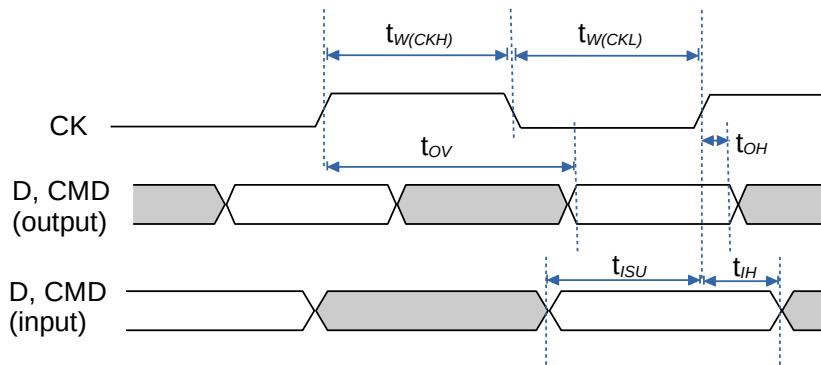 tW(CKH) tW(CKL)
CK
tOV tOH
D, CMD
(output)
tISU tIH
D, CMD
(input)